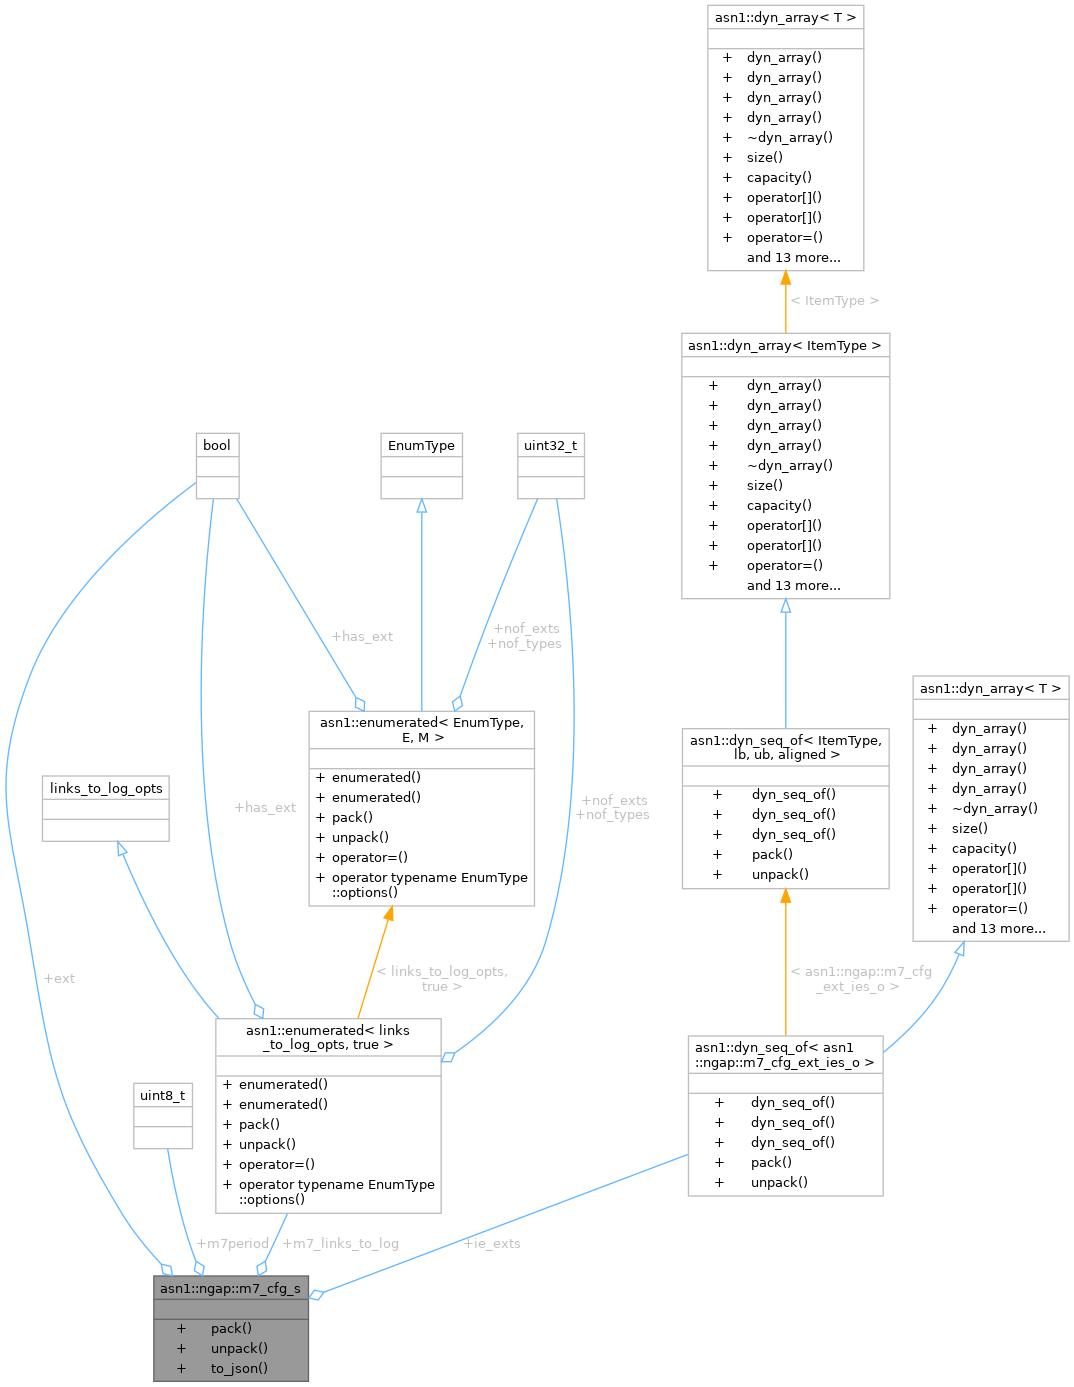 asn1::dyn_array< T >
+ dyn_array()
+ dyn_array()
+ dyn_array()
+ dyn_array()
+ ~dyn_array()
+ size()
+ capacity()
+ operator[]()
+ operator[]()
+ operator=()
and 13 more...
< ItemType >
asn1::dyn_array< ItemType >
+ dyn_array()
+ dyn_array()
+ dyn_array()
+ dyn_array()
+ ~dyn_array()
+ size()
+ capacity()
+ operator[]()
+ operator[]()
+ operator=()
and 13 more...
bool
EnumType
uint32_t
+has_ext
+nof_exts
+nof_types
asn1::dyn_array< T >
+ dyn_array()
+ dyn_array()
+ dyn_array()
+ dyn_array()
+ ~dyn_array()
+ size()
+ capacity()
+ operator[]()
+ operator[]()
+ operator=()
and 13 more...
asn1::enumerated< EnumType,
E, M >
+ enumerated()
+ enumerated()
+ pack()
+ unpack()
+ operator=()
+ operator typename EnumType
::options()
asn1::dyn_seq_of< ItemType,
lb, ub, aligned >
+ dyn_seq_of()
+ dyn_seq_of()
+ dyn_seq_of()
+ pack()
+ unpack()
links_to_log_opts
+has_ext
+nof_exts
+nof_types
+ext
< links_to_log_opts,
true >
< asn1::ngap::m7_cfg
_ext_ies_o >
asn1::enumerated< links
_to_log_opts, true >
+ enumerated()
+ enumerated()
+ pack()
+ unpack()
+ operator=()
+ operator typename EnumType
::options()
asn1::dyn_seq_of< asn1
::ngap::m7_cfg_ext_ies_o >
+ dyn_seq_of()
+ dyn_seq_of()
+ dyn_seq_of()
+ pack()
+ unpack()
uint8_t
+m7period
+m7_links_to_log
+ie_exts
asn1::ngap::m7_cfg_s
+ pack()
+ unpack()
+ to_json()